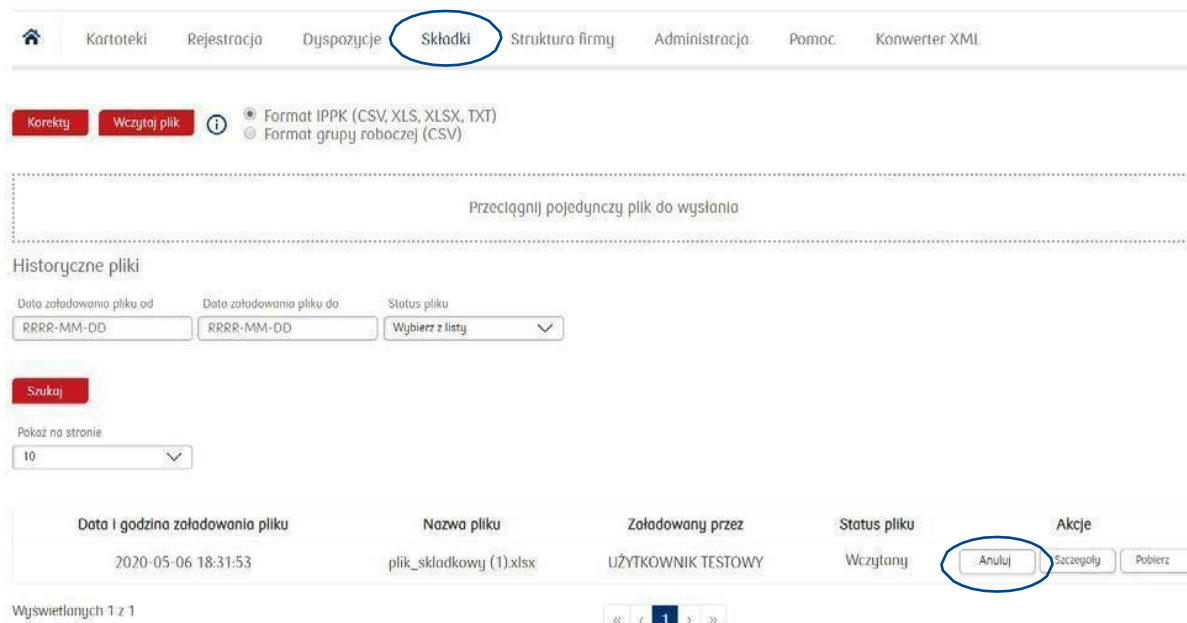 Kartoteki Rejestracja Dyspozycje Składki Struktura firmy Administracja Pomoc Konwerter XML
Korekty Wczytaj plik Format IPPK (CSV, XLS, XLSX, TXT)
Format grupy roboczej (CSV)
Przeciągnij pojedynczy plik do wysłania
Historyczne pliki
Data załadowania pliku od Data załadowania pliku do Status pliku
RRRR-MM-DD RRRR-MM-DD Wybierz z listy
Szukaj
Pokaż na stronie
10
Data i godzina załadowania pliku Nazwa pliku Załadowany przez Status pliku Akcje
2020-05-06 18:31:53 plik_skladkowy (1).xlsx UŻYTKOWNIK TESTOWY Wczytany Anuluj Szczegóły Pobierz
Wyświetlanych 1 z 1 « ‹ 1 › »